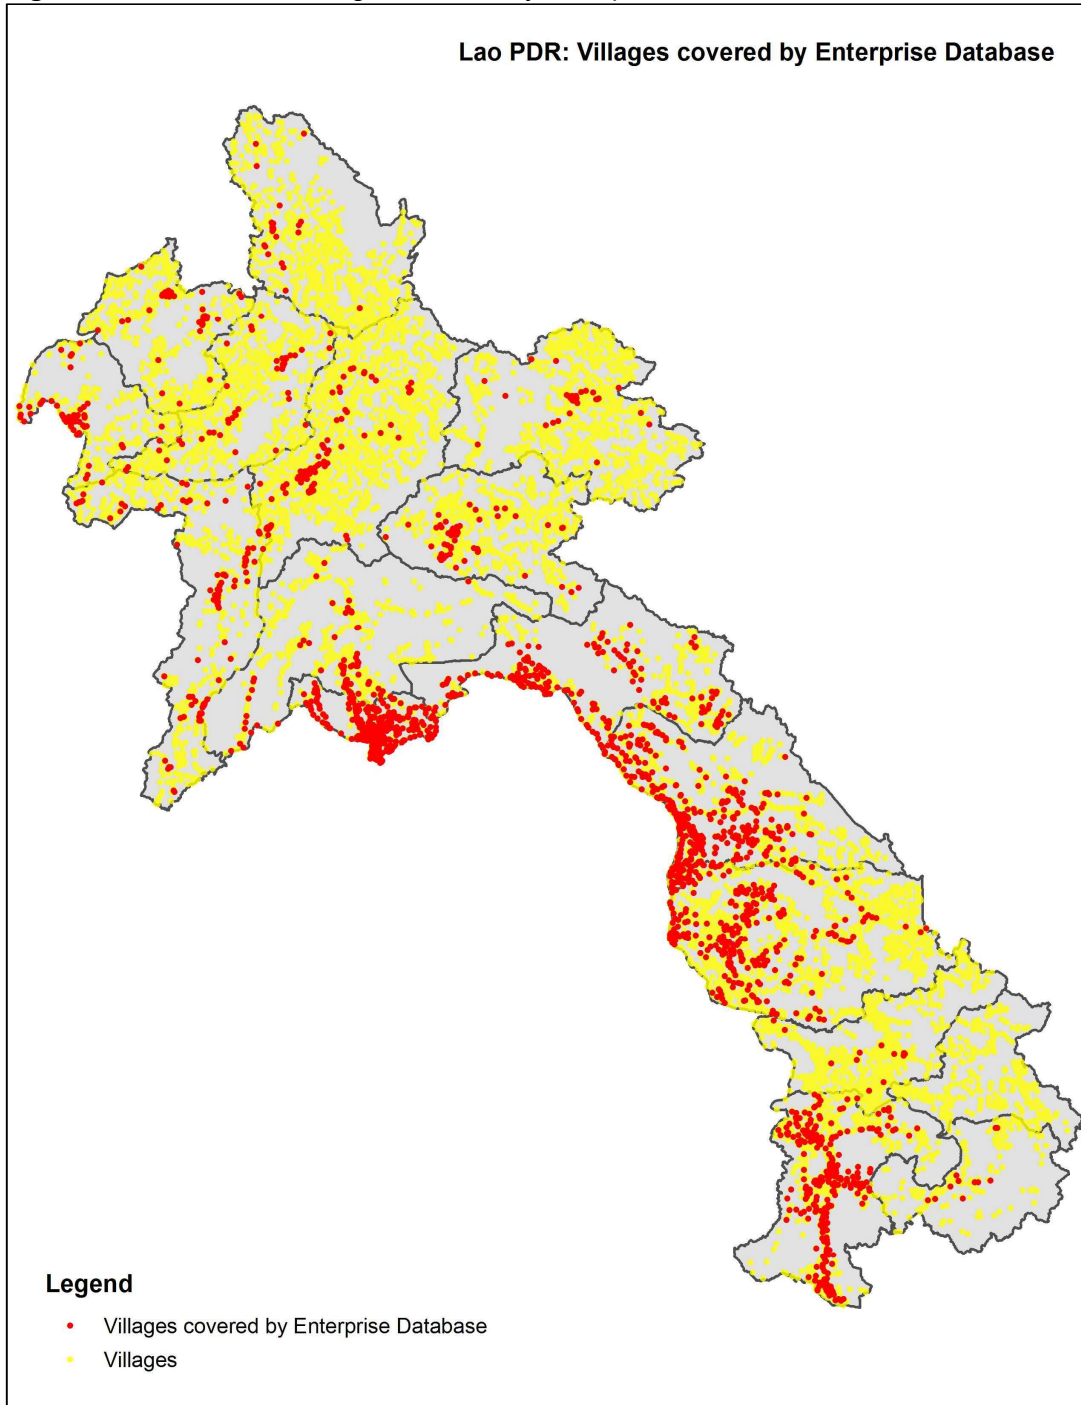 Lao PDR: Villages covered by Enterprise Database
Legend
Villages covered by Enterprise Database
Villages